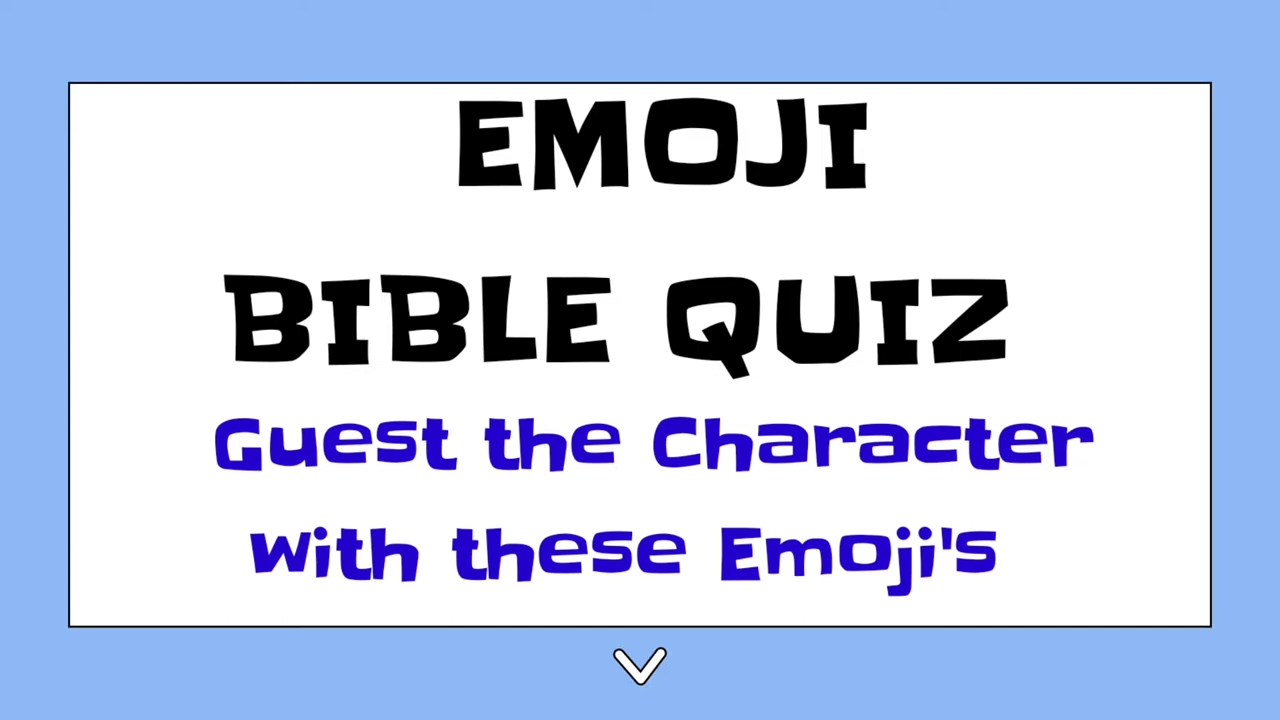 EMOJI
BIBLE QUIZ
Guest the Character
with these Emoji's